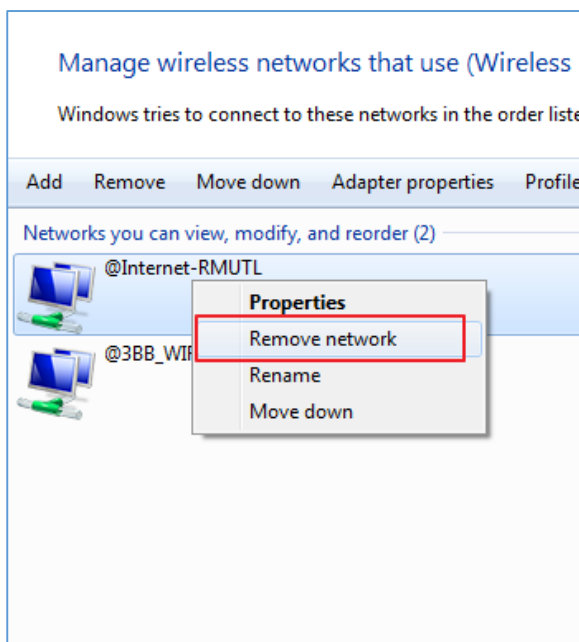 Manage wireless networks that use (Wireless
Windows tries to connect to these networks in the order liste
Add Remove Move down Adapter properties Profile
Networks you can view, modify, and reorder (2)
@Internet-RMUTL
Properties
Remove network
@3BB_WIF
Rename
Move down